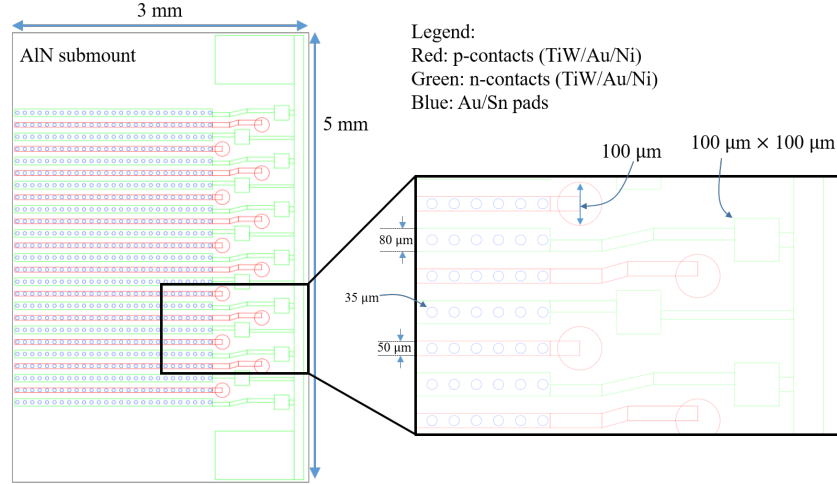 3 mm
AlN submount
5 mm
Legend:
Red: p-contacts (TiW/Au/Ni)
Green: n-contacts (TiW/Au/Ni)
Blue: Au/Sn pads
100 μm
100 μm × 100 μm
80 μm
35 μm
50 μm